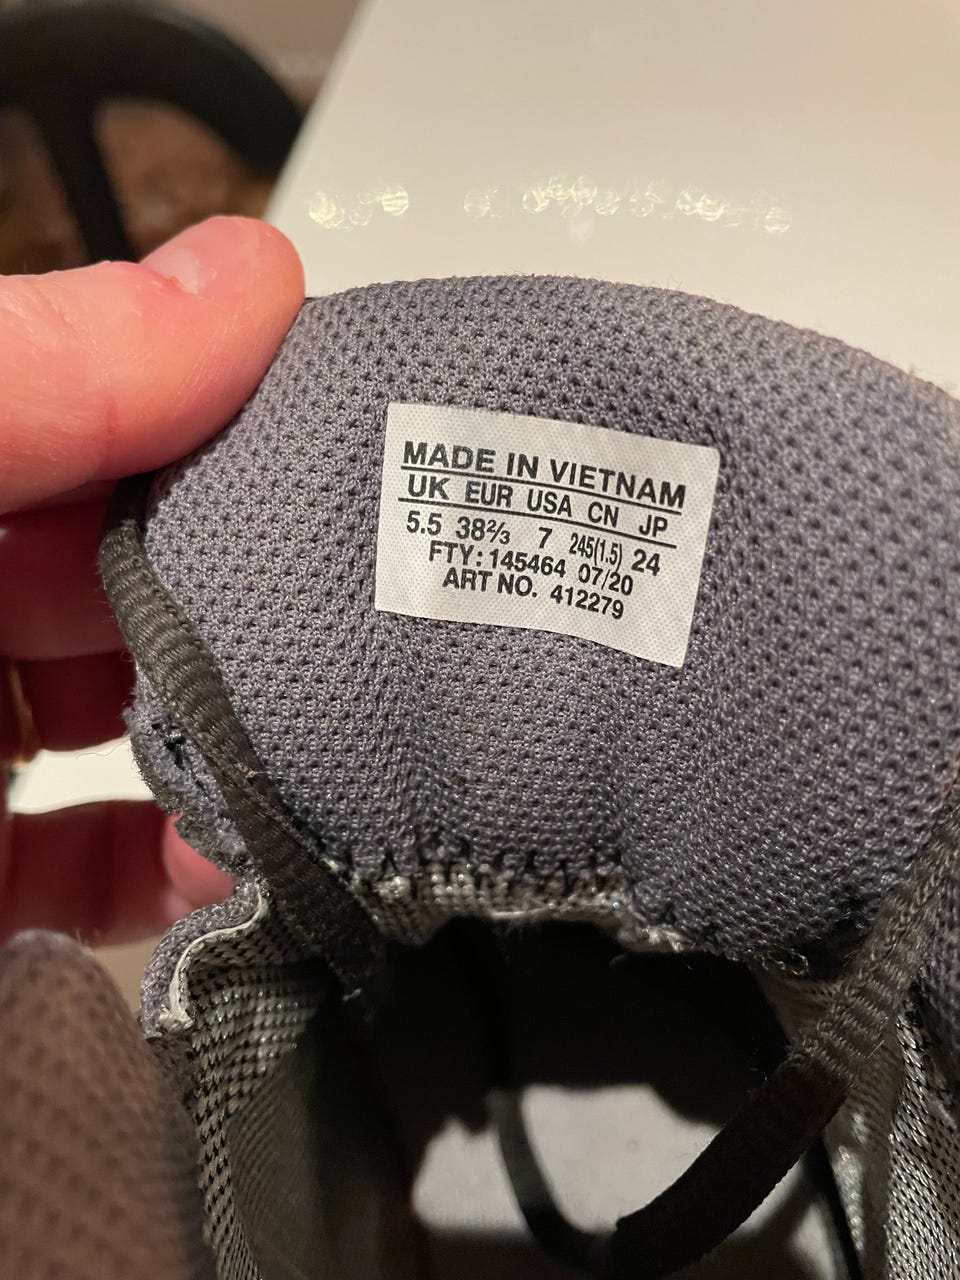 MADE IN VIETNAM
UK EUR USA CN JP
5.5 38⅔ 7 245(1.5) 24
FTY: 145464 07/20
ART NO. 412279